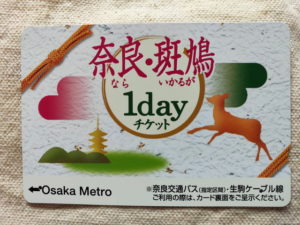 奈良・斑鳩
なら いかるが
1day
チケット
Osaka Metro
※奈良交通バス(指定区間)・生駒ケーブル線
ご利用の際は、カード裏面をご呈示ください。